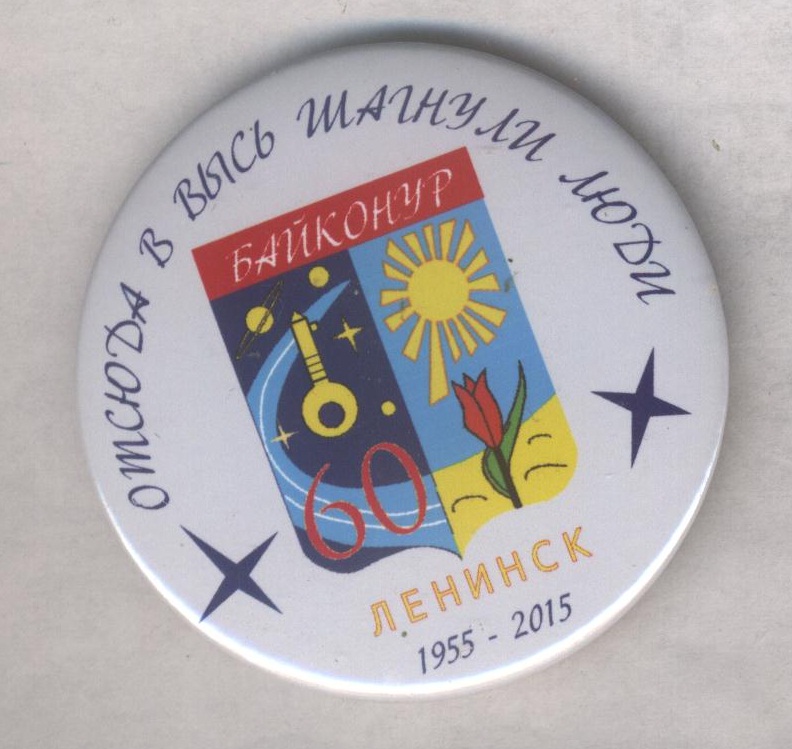 ОТСЮДА В ВЫСЬ ШАГНУЛИ ЛЮДИ
БАЙКОНУР
60
ЛЕНИНСК
1955 - 2015